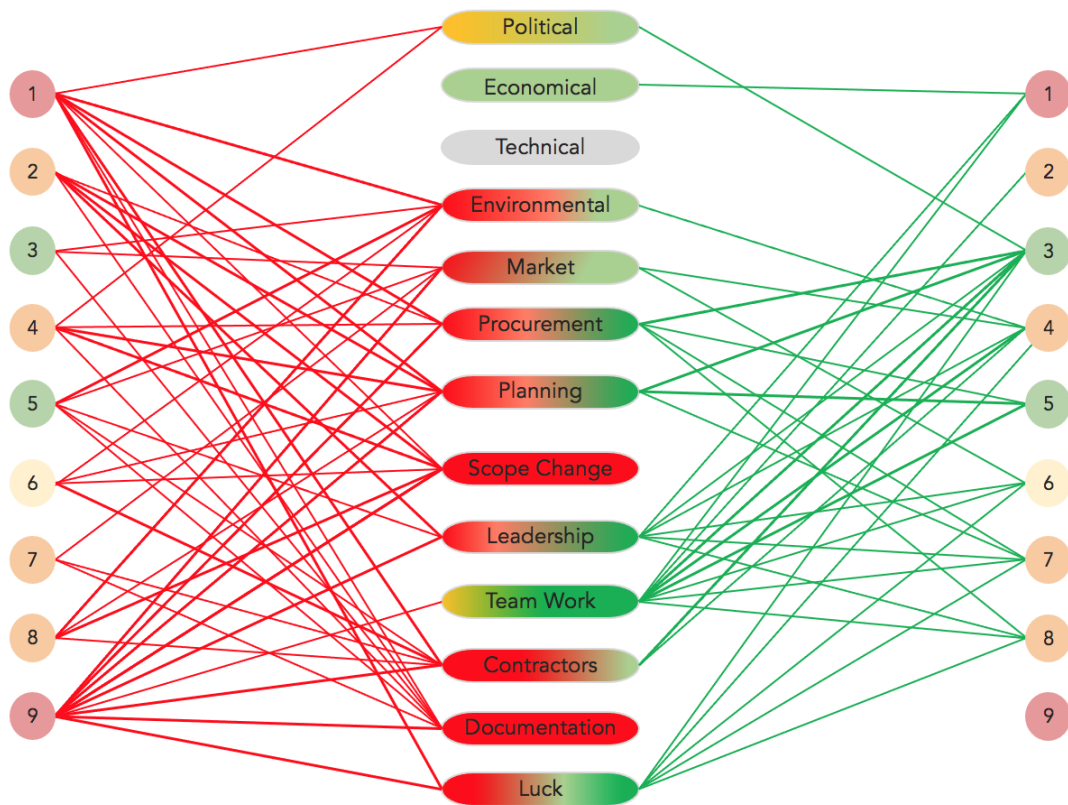 Political
1
Economical
1
Technical
2
2
Environmental
3
3
Market
4
Procurement
4
Planning
5
5
Scope Change
6
6
Leadership
7
7
Team Work
8
8
Contractors
9
9
Documentation
Luck